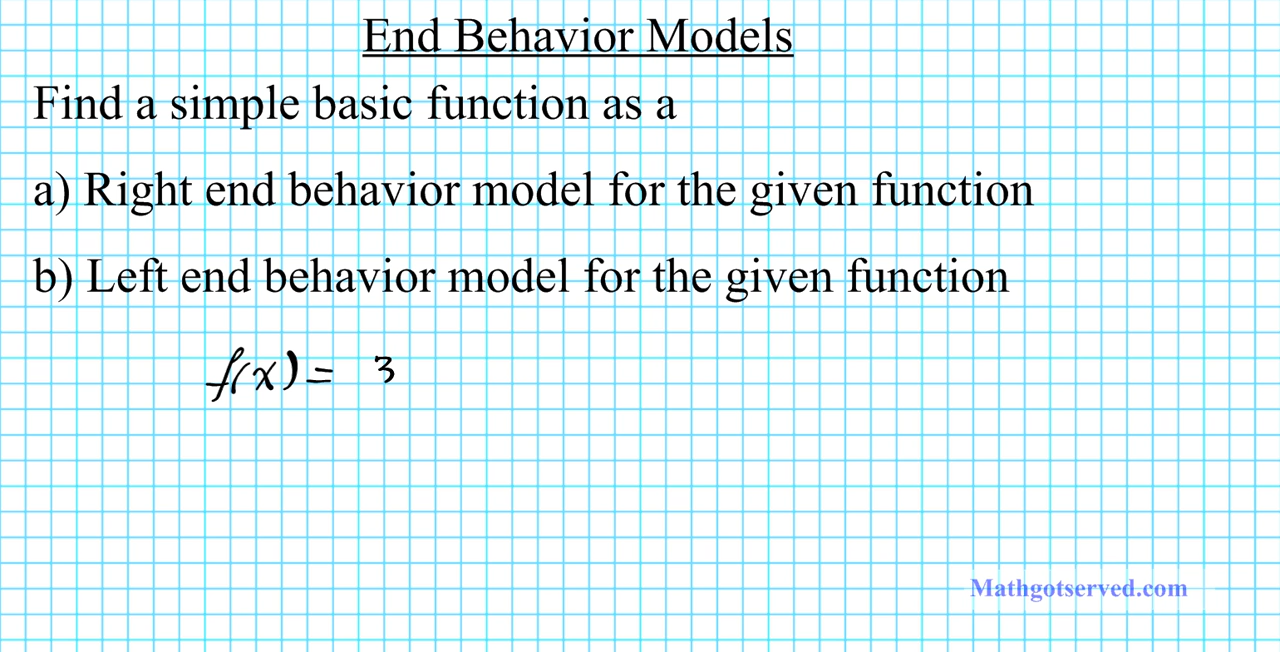 End Behavior Models
Find a simple basic function as a
a) Right end behavior model for the given function
b) Left end behavior model for the given function
f(x) = 3
Mathgotserved.com